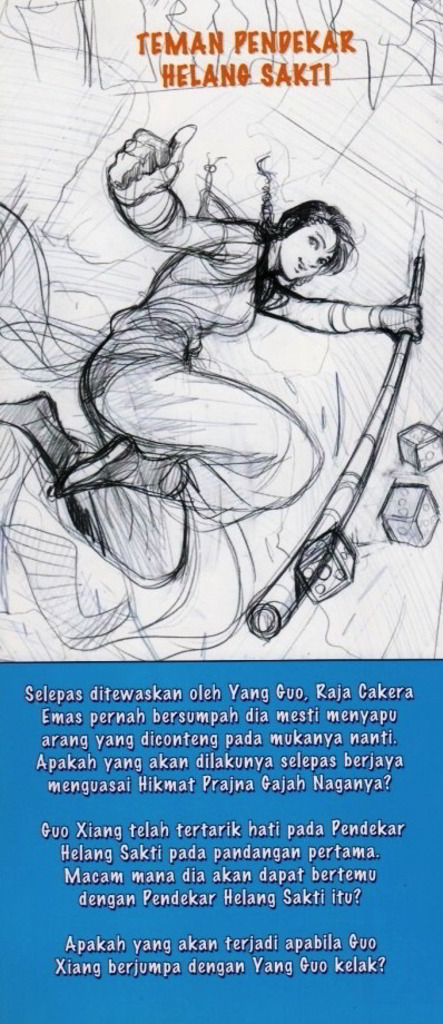 TEMAN PENDEKAR
HELANG SAKTI
Selepas ditewaskan oleh Yang Guo, Raja Cakera
Emas pernah bersumpah dia mesti menyapu
arang yang diconteng pada mukanya nanti.
Apakah yang akan dilakunya selepas berjaya
menguasai Hikmat Prajna Gajah Naganya?
Guo Xiang telah tertarik hati pada Pendekar
Helang Sakti pada pandangan pertama.
Macam mana dia akan dapat bertemu
dengan Pendekar Helang Sakti itu?
Apakah yang akan terjadi apabila Guo
Xiang berjumpa dengan Yang Guo kelak?